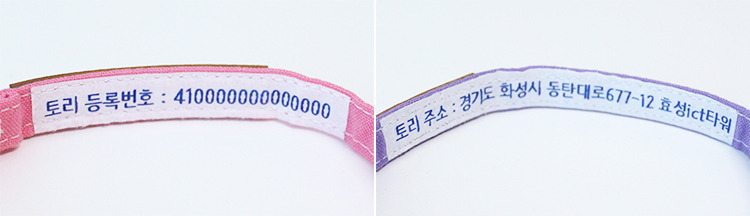 토리 등록번호 : 410000000000000
토리 주소 : 경기도 화성시 동탄대로677-12 효성ict타워